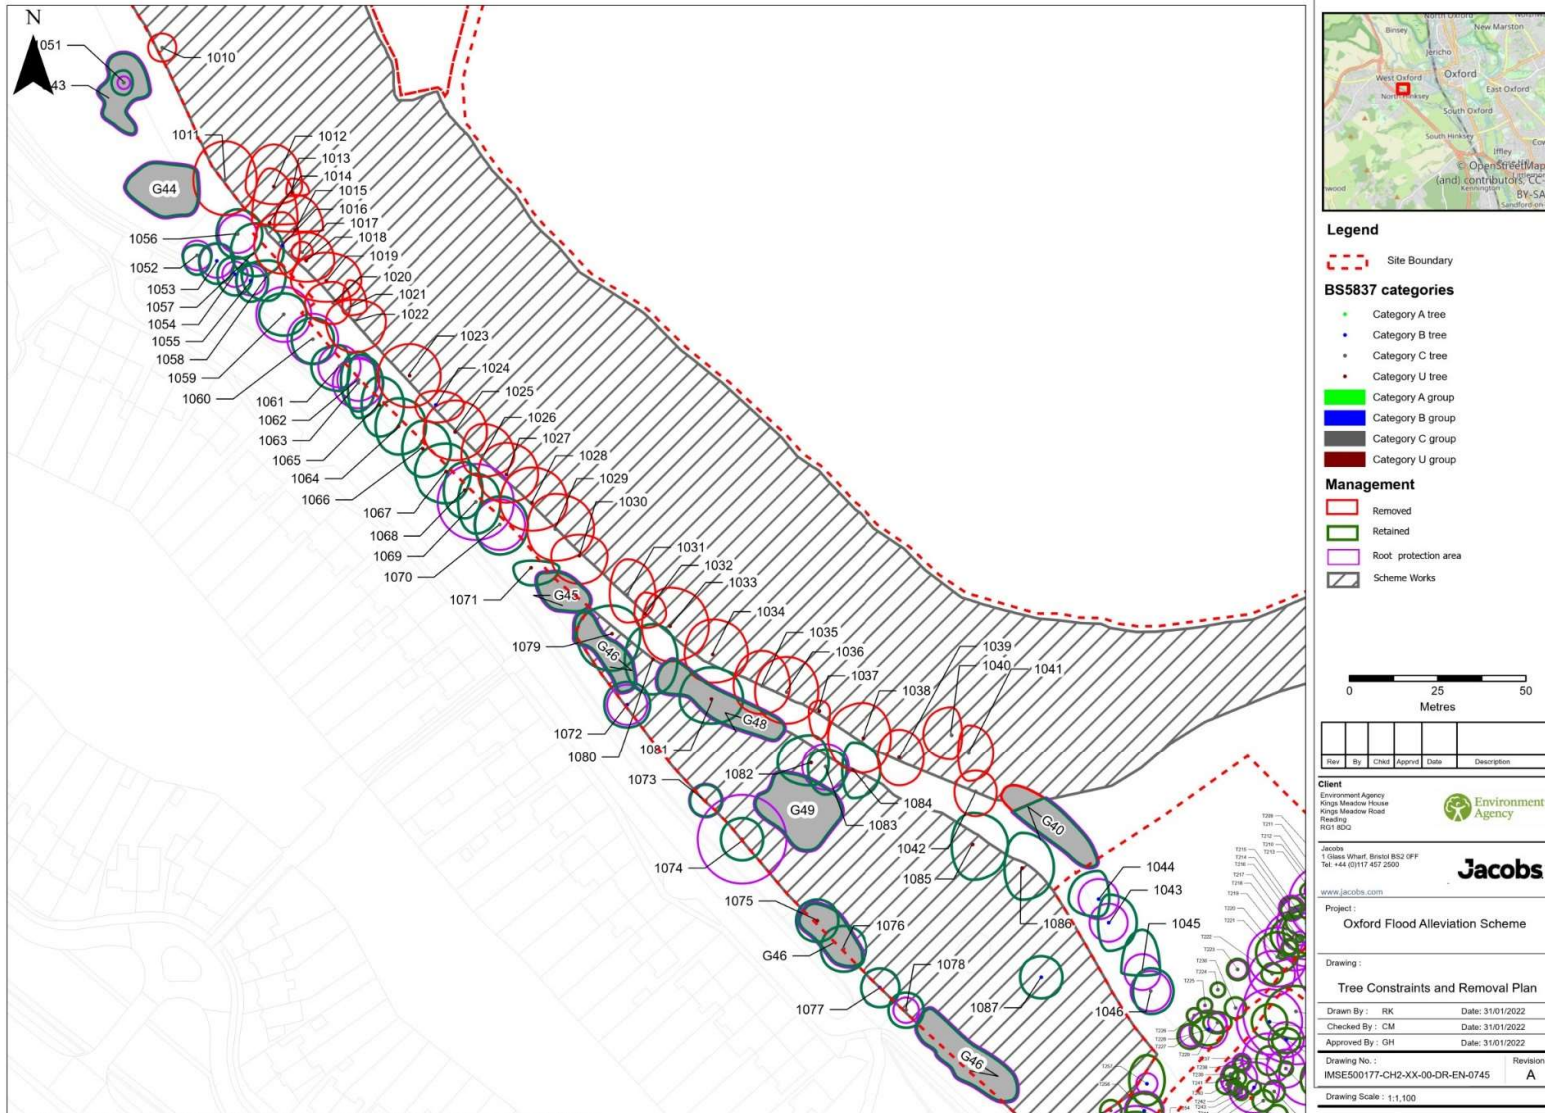 N
1051
43
1010
1011
1012
1013
1014
1015
1016
1017
1018
1019
1020
1021
1022
1023
1024
1025
1026
1027
1028
1029
1030
1031
1032
1033
1034
1035
1036
1037
1038
1039
1040
1041
G44
1056
1052
1053
1057
1054
1055
1058
1059
1060
1061
1062
1063
1065
1064
1066
1067
1068
1069
1070
1071
G45
1079
G46
1072
1080
1081
G48
1073
1082
G49
1083
1084
1074
1042
1085
G40
1086
1044
1043
1045
1046
1075
1076
G46
1077
1078
1087
G46
North Oxford
Binsey
New Marston
Jericho
West Oxford
Oxford
North Hinksey
East Oxford
South Oxford
South Hinksey
Iffley
© OpenStreetMap
(and) contributors, CC-
Kennington
BY-SA
Sandford-on-
Legend
Site Boundary
BS5837 categories
Category A tree
Category B tree
Category C tree
Category U tree
Category A group
Category B group
Category C group
Category U group
Management
Removed
Retained
Root protection area
Scheme Works
0 25 50
Metres
Rev By Chkd Apprvd Date Description
Client
Environment Agency
Kings Meadow House
Kings Meadow Road
Reading
RG1 8DQ
Environment
Agency
Jacobs
1 Glass Wharf, Bristol BS2 0FF
Tel: +44 (0)117 457 2500
Jacobs
www.jacobs.com
Project :
Oxford Flood Alleviation Scheme
Drawing :
Tree Constraints and Removal Plan
Drawn By : RK Date: 31/01/2022
Checked By : CM Date: 31/01/2022
Approved By : GH Date: 31/01/2022
Drawing No. : Revision
IMSE500177-CH2-XX-00-DR-EN-0745 A
Drawing Scale : 1:1,100